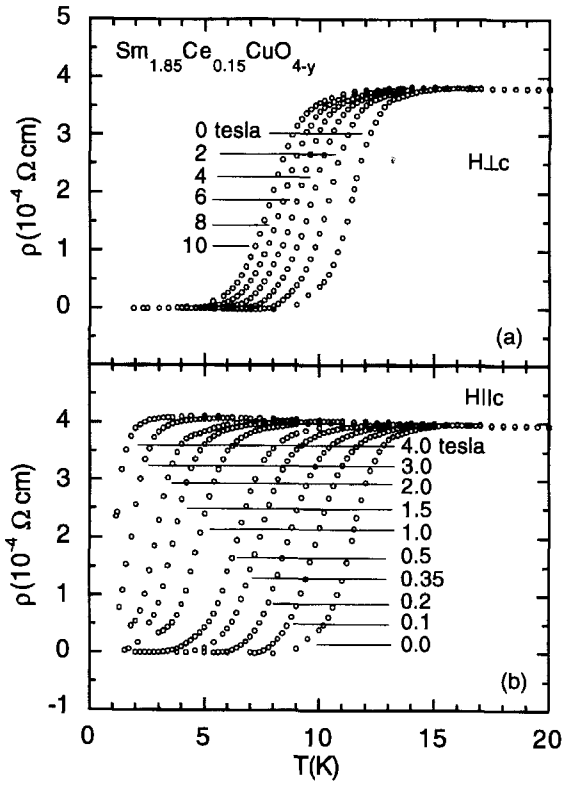 5
Sm1.85Ce0.15CuO4-y
4
0 tesla
3
2
H⊥c
4
2
6
8
1
10
0
(a)
ρ(10-4 Ω cm)
H||c
4
4.0 tesla
3.0
3
2.0
1.5
2
1.0
0.5
1
0.35
0.2
0.1
0
0.0
(b)
-1
ρ(10-4 Ω cm)
0 5 10 15 20
T(K)